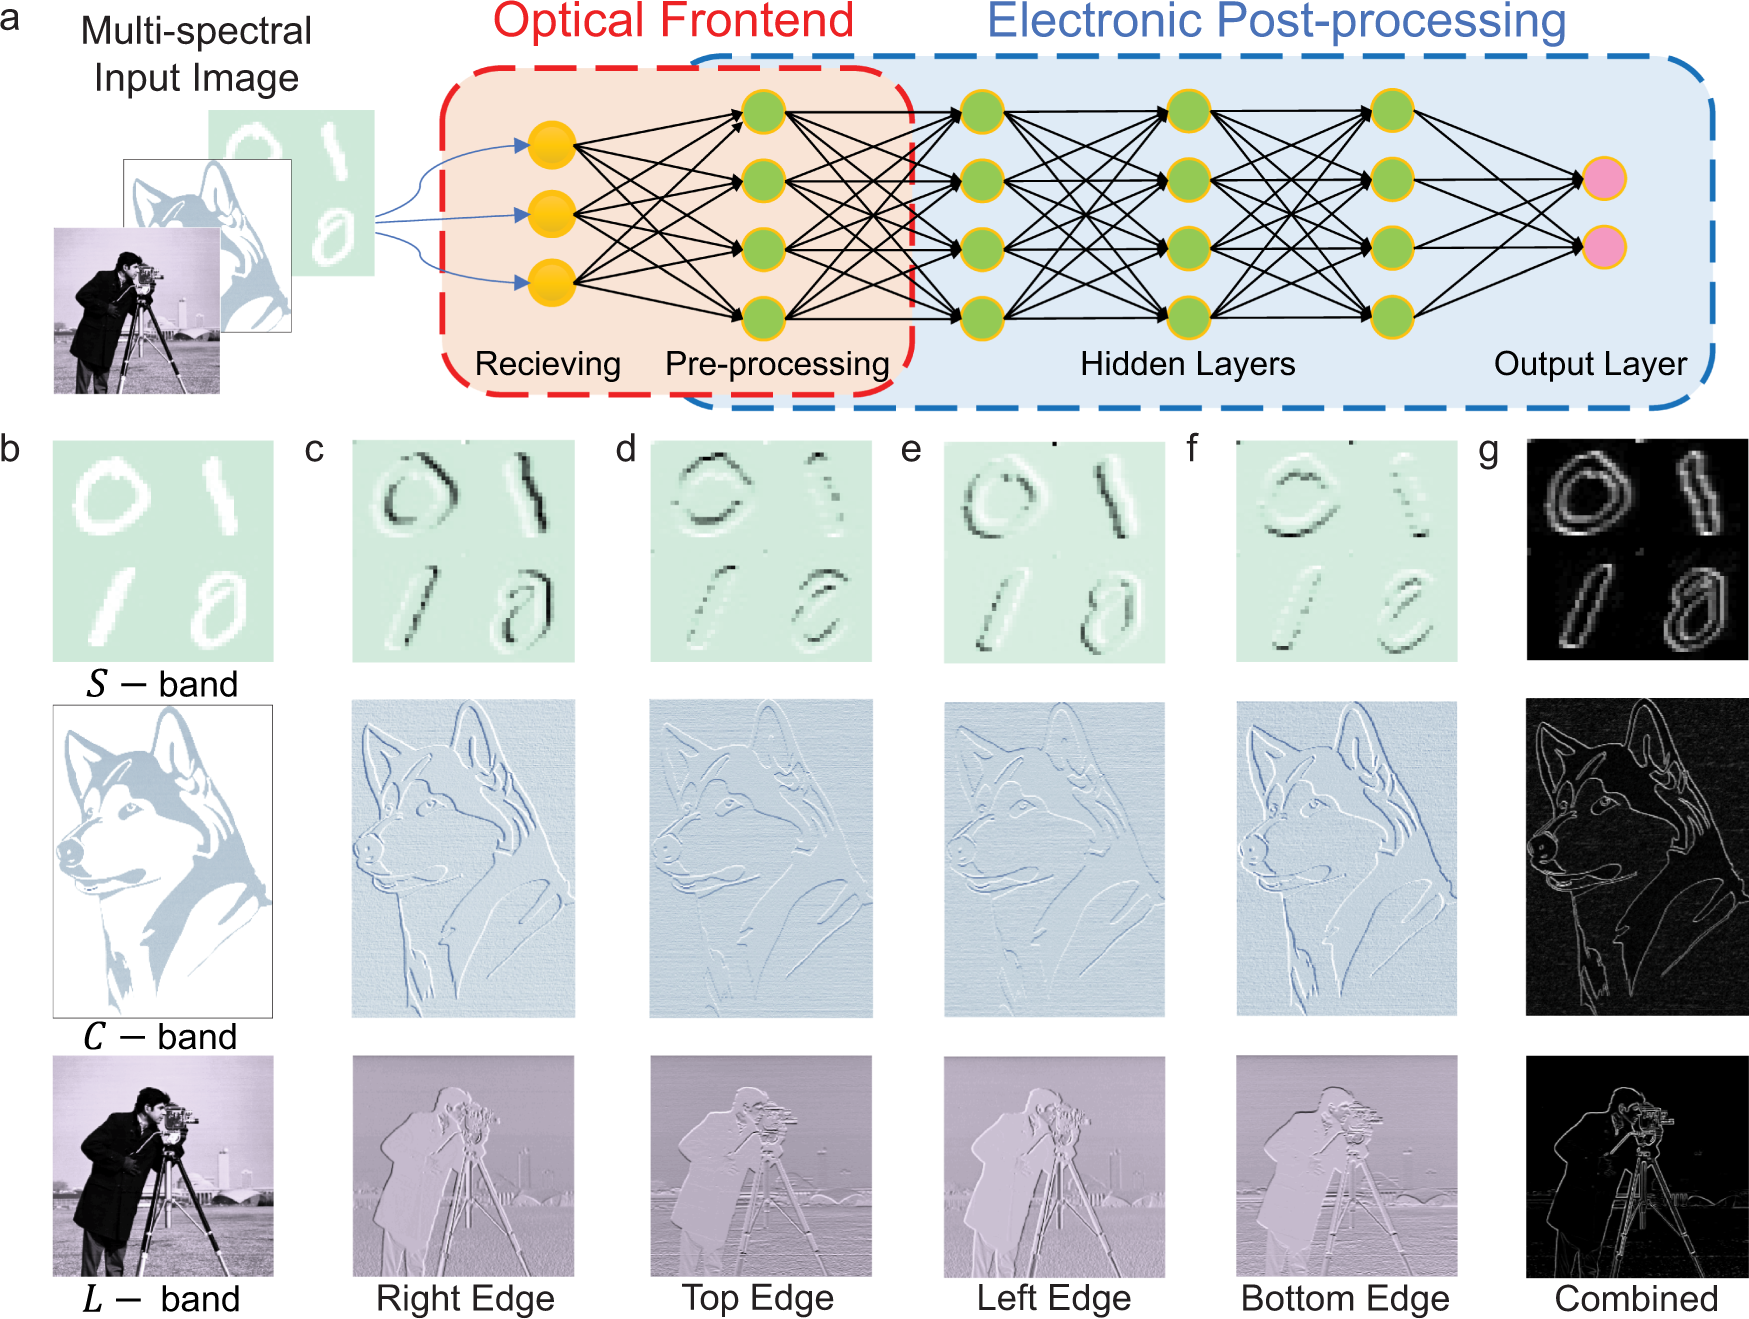 a
Multi-spectral
Input Image
Optical Frontend
Electronic Post-processing
Recieving
Pre-processing
Hidden Layers
Output Layer
b
c
d
e
f
g
S – band
C – band
L – band
Right Edge
Top Edge
Left Edge
Bottom Edge
Combined